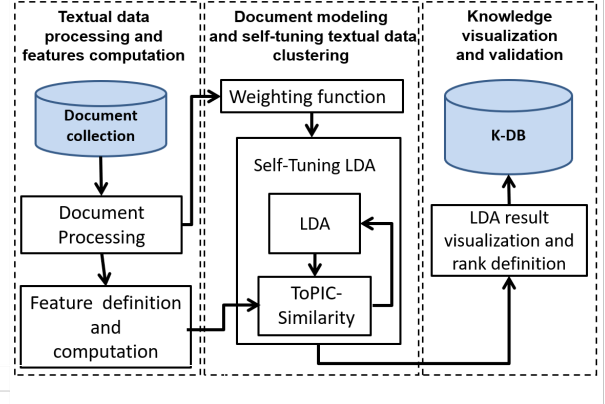 Textual data
processing and
features computation
Document
collection
Document
Processing
Feature definition
and
computation
Document modeling
and self-tuning textual data
clustering
Weighting function
Self-Tuning LDA
LDA
ToPIC-
Similarity
Knowledge
visualization
and validation
K-DB
LDA result
visualization and
rank definition